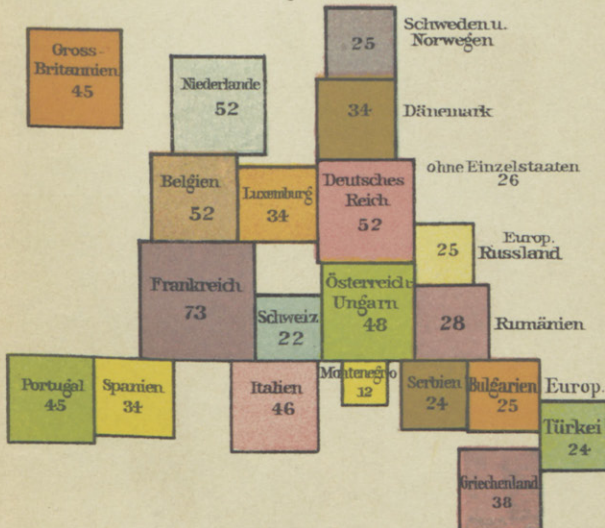 Schweden u.
Norwegen
25
Gross-
Britannien
45
Niederlande
52
34
Dänemark
Belgien
52
Luxemburg
34
Deutsches
Reich
52
ohne Einzelstaaten
26
25
Europ.
Russland
Frankreich
73
Schweiz
22
Österreich-
Ungarn
48
28
Rumänien
Portugal
45
Spanien
34
Italien
46
Montenegro
12
Serbien
24
Bulgarien
25
Europ.
Türkei
24
Griechenland
38